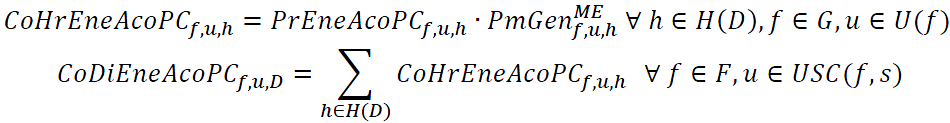 CoHrEneAcoPC_{f,u,h} = PrEneAcoPC_{f,u,h} · PmGen^{ME}_{f,u,h} ∀ h ∈ H(D), f ∈ G, u ∈ U(f)
CoDiEneAcoPC_{f,u,D} = ∑_{h∈H(D)} CoHrEneAcoPC_{f,u,h} ∀ f ∈ F, u ∈ USC(f,s)